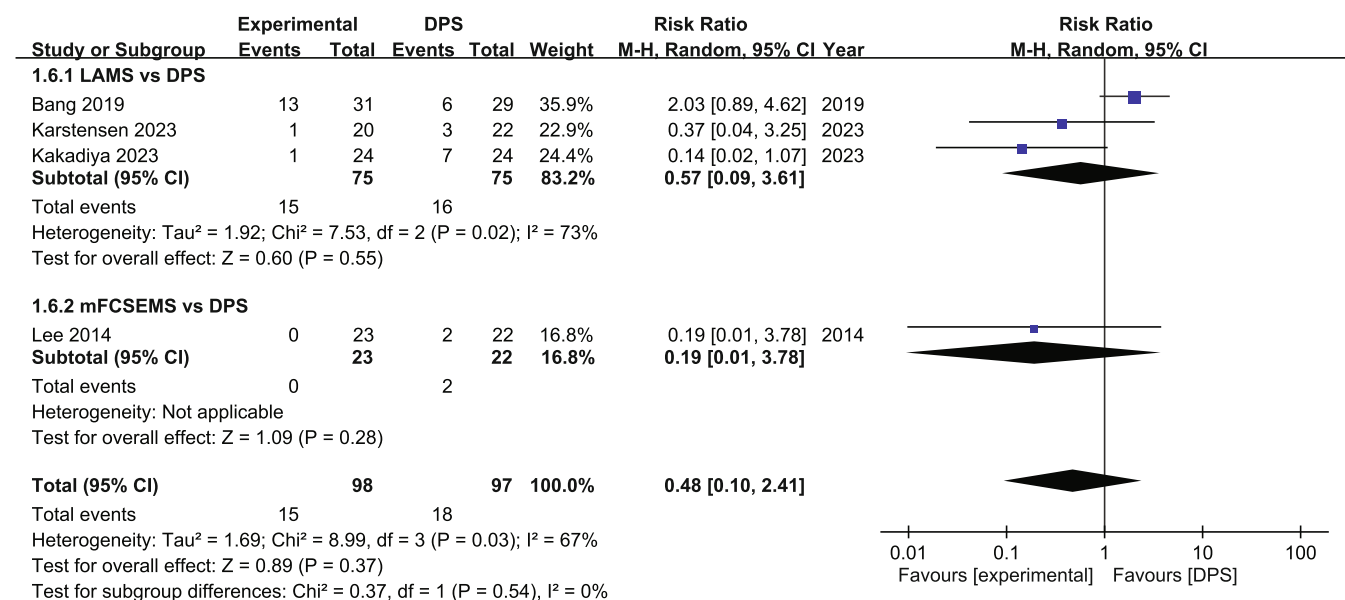 Experimental DPS Risk Ratio Risk Ratio
Study or Subgroup Events Total Events Total Weight M-H, Random, 95% CI Year M-H, Random, 95% CI
1.6.1 LAMS vs DPS
Bang 2019 13 31 6 29 35.9% 2.03 [0.89, 4.62] 2019
Karstensen 2023 1 20 3 22 22.9% 0.37 [0.04, 3.25] 2023
Kakadiya 2023 1 24 7 24 24.4% 0.14 [0.02, 1.07] 2023
Subtotal (95% CI) 75 75 83.2% 0.57 [0.09, 3.61]
Total events 15 16
Heterogeneity: Tau² = 1.92; Chi² = 7.53, df = 2 (P = 0.02); I² = 73%
Test for overall effect: Z = 0.60 (P = 0.55)
1.6.2 mFCSEMS vs DPS
Lee 2014 0 23 2 22 16.8% 0.19 [0.01, 3.78] 2014
Subtotal (95% CI) 23 22 16.8% 0.19 [0.01, 3.78]
Total events 0 2
Heterogeneity: Not applicable
Test for overall effect: Z = 1.09 (P = 0.28)
Total (95% CI) 98 97 100.0% 0.48 [0.10, 2.41]
Total events 15 18
Heterogeneity: Tau² = 1.69; Chi² = 8.99, df = 3 (P = 0.03); I² = 67%
Test for overall effect: Z = 0.89 (P = 0.37)
Test for subgroup differences: Chi² = 0.37, df = 1 (P = 0.54), I² = 0%
0.01 0.1 1 10 100
Favours [experimental] Favours [DPS]